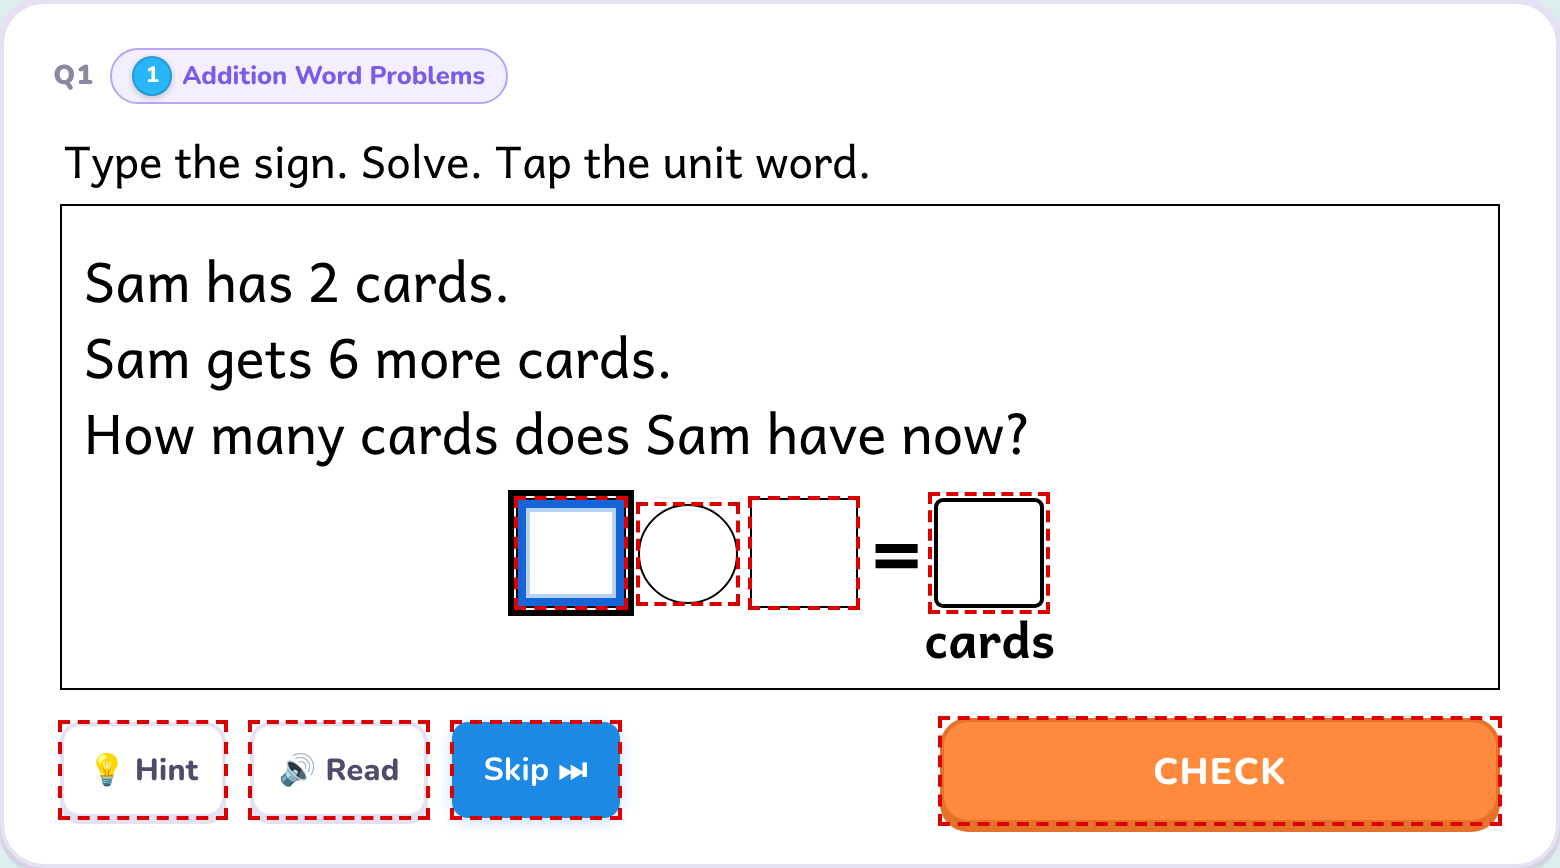 Q1 1 Addition Word Problems
Type the sign. Solve. Tap the unit word.
Sam has 2 cards.
Sam gets 6 more cards.
How many cards does Sam have now?
=
cards
Hint Read Skip CHECK